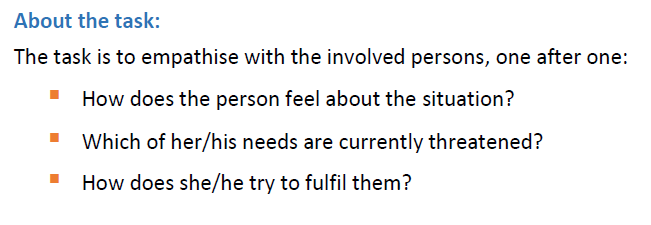 About the task:
The task is to empathise with the involved persons, one after one:
▪ How does the person feel about the situation?
▪ Which of her/his needs are currently threatened?
▪ How does she/he try to fulfil them?